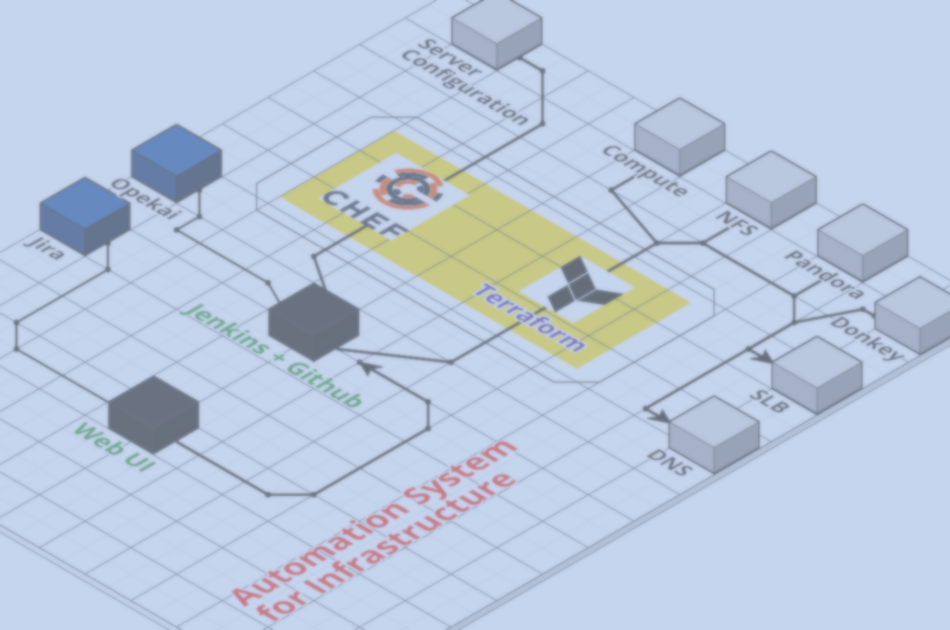 Server
Configuration
Compute
NFS
Pandora
Donkey
SLB
DNS
Opekai
Jira
CHEF
Terraform
Jenkins + Github
Web UI
Automation System
for Infrastructure